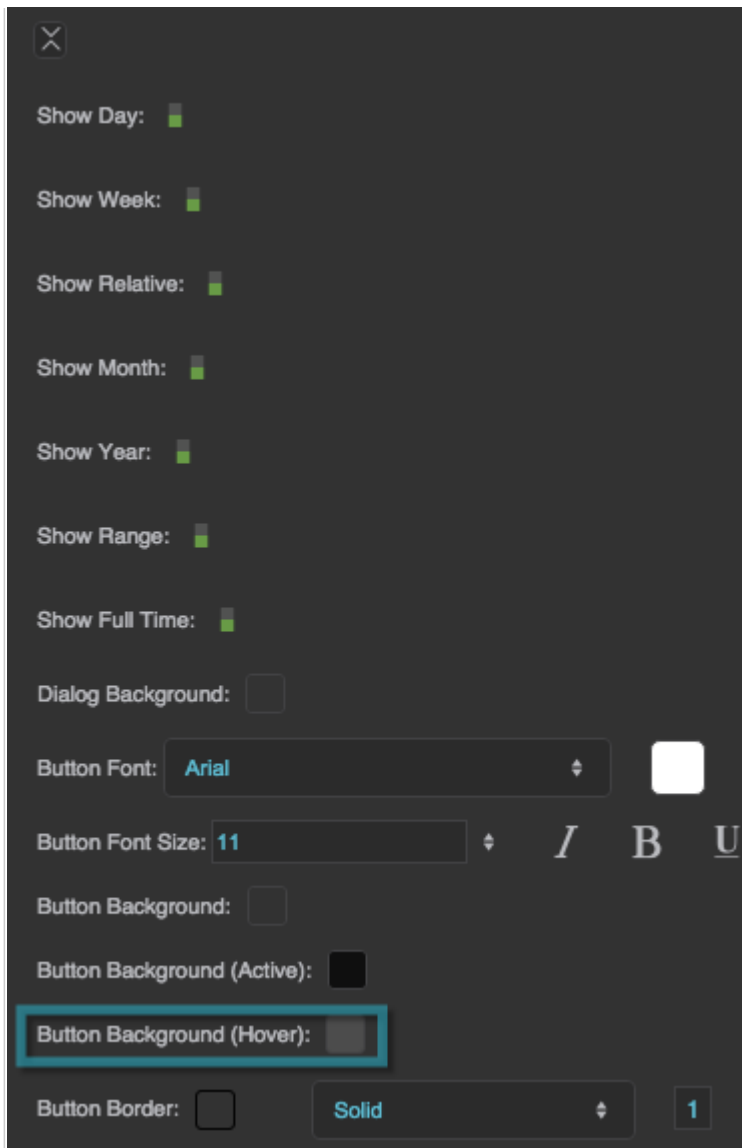 Show Day:
Show Week:
Show Relative:
Show Month:
Show Year:
Show Range:
Show Full Time:
Dialog Background:
Button Font: Arial
Button Font Size: 11 I B U
Button Background:
Button Background (Active):
Button Background (Hover):
Button Border: Solid 1